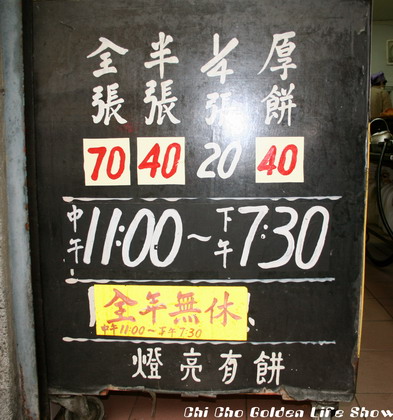 全張 半張 1/4張 厚餅
70 40 20 40
中午11:00～下午7:30
全年無休
中午11:00～下午7:30
燈亮有餅
Chi Cho Golden Life Show